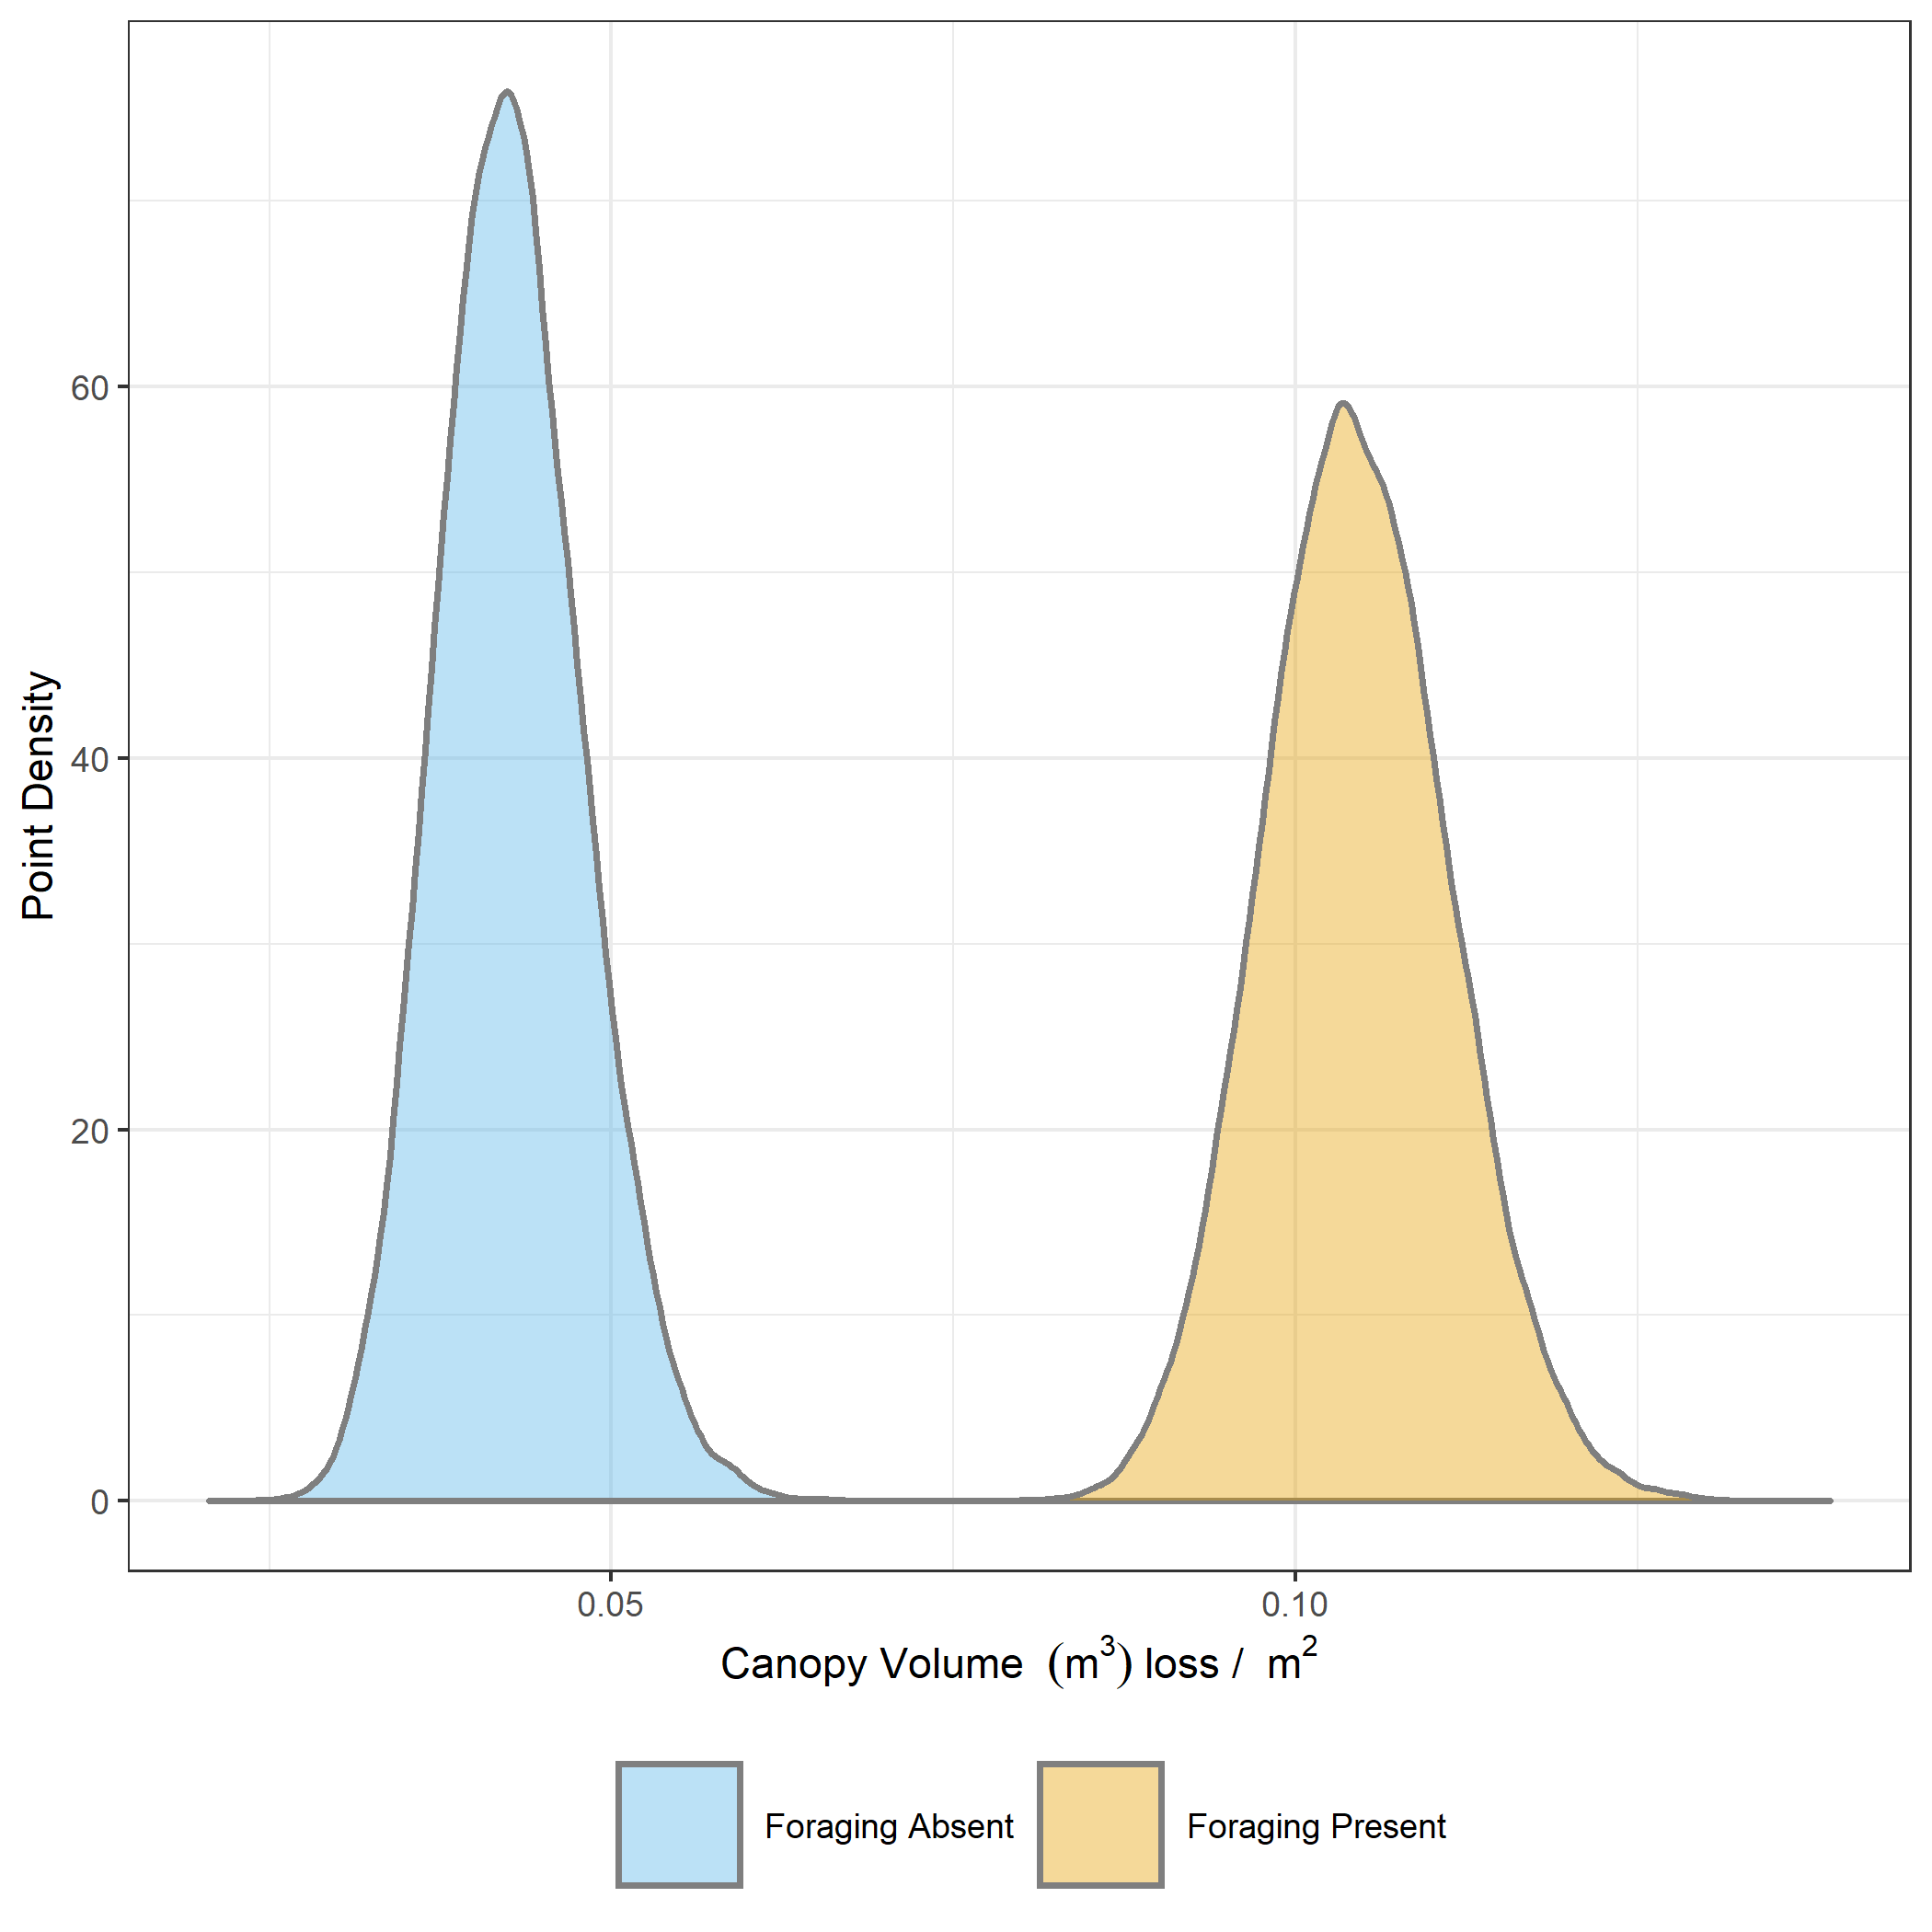 60
40
20
0
Point Density
0.05 0.10
Canopy Volume (m³) loss / m²
Foraging Absent Foraging Present